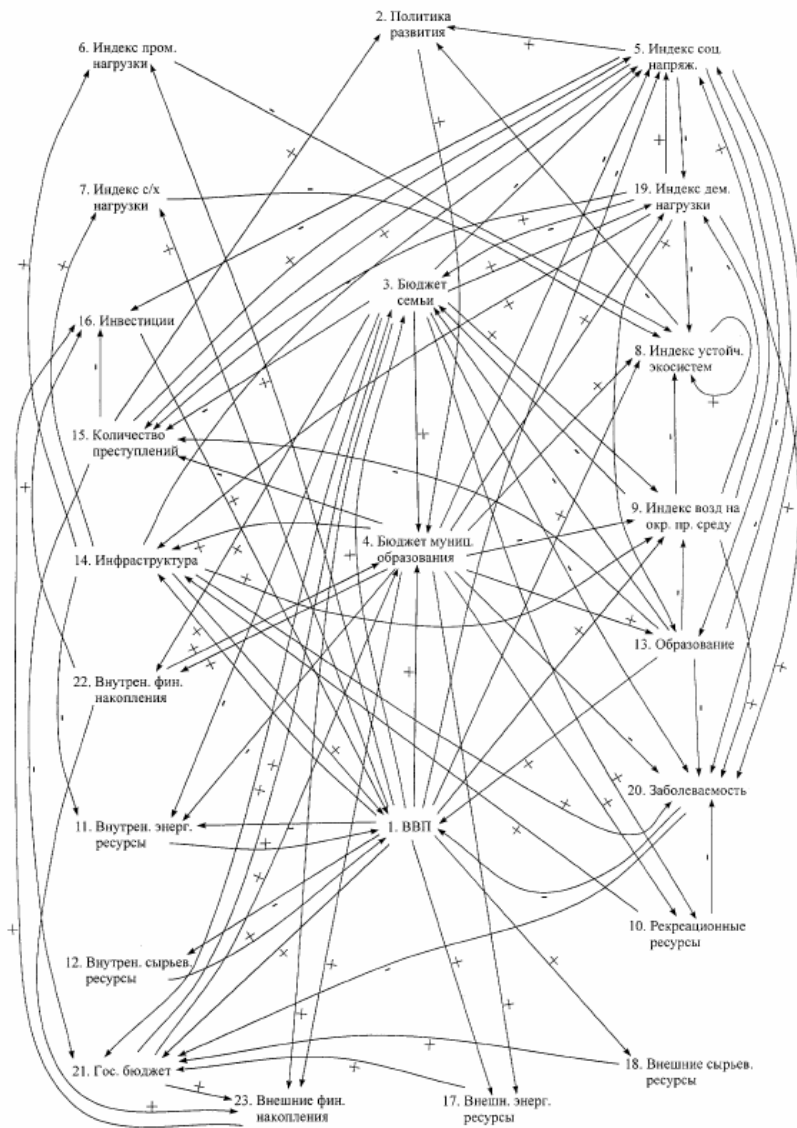 2. Политика
развития
6. Индекс пром.
нагрузки
5. Индекс соц.
напряж.
7. Индекс с/х
нагрузки
19. Индекс дем.
нагрузки
3. Бюджет
семьи
16. Инвестиции
8. Индекс устойч.
экосистем
15. Количество
преступлений
9. Индекс возд на
окр. пр. среду
4. Бюджет муниц.
образования
14. Инфраструктура
13. Образование
22. Внутрен. фин.
накопления
20. Заболеваемость
11. Внутрен. энерг.
ресурсы
1. ВВП
10. Рекреационные
ресурсы
12. Внутрен. сырьев.
ресурсы
21. Гос. бюджет
18. Внешние сырьев.
ресурсы
23. Внешние фин.
накопления
17. Внешн. энерг.
ресурсы